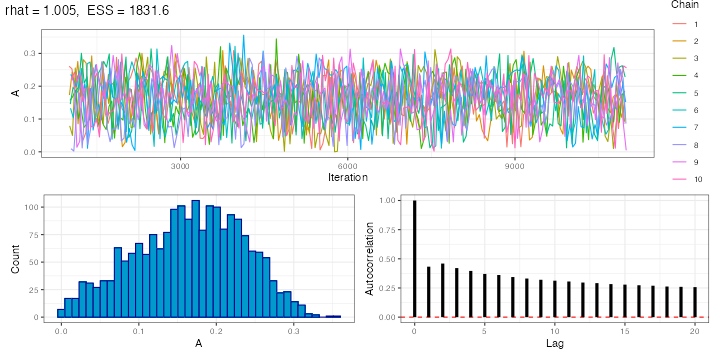 rhat = 1.005, ESS = 1831.6
Chain
1
2
3
4
5
6
7
8
9
10
A
0.3
0.2
0.1
0.0
3000 6000 9000
Iteration
Count
100
75
50
25
0
0.0 0.1 0.2 0.3
A
Autocorrelation
1.00
0.75
0.50
0.25
0.00
0 5 10 15 20
Lag